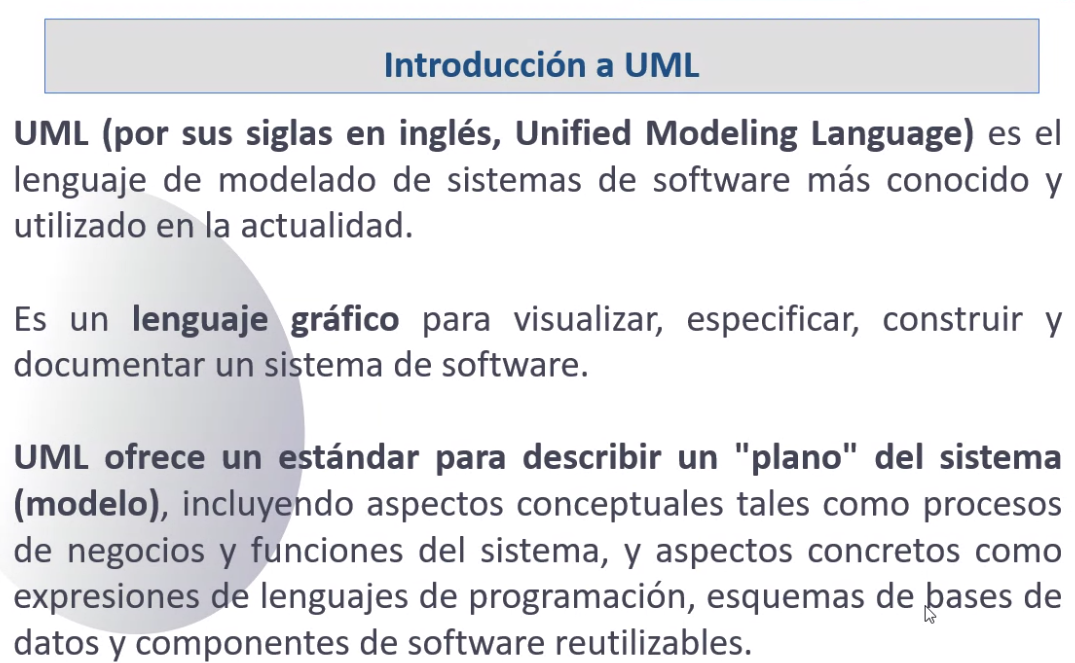 Introducción a UML
UML (por sus siglas en inglés, Unified Modeling Language) es el
lenguaje de modelado de sistemas de software más conocido y
utilizado en la actualidad.
Es un lenguaje gráfico para visualizar, especificar, construir y
documentar un sistema de software.
UML ofrece un estándar para describir un "plano" del sistema
(modelo), incluyendo aspectos conceptuales tales como procesos
de negocios y funciones del sistema, y aspectos concretos como
expresiones de lenguajes de programación, esquemas de bases de
datos y componentes de software reutilizables.